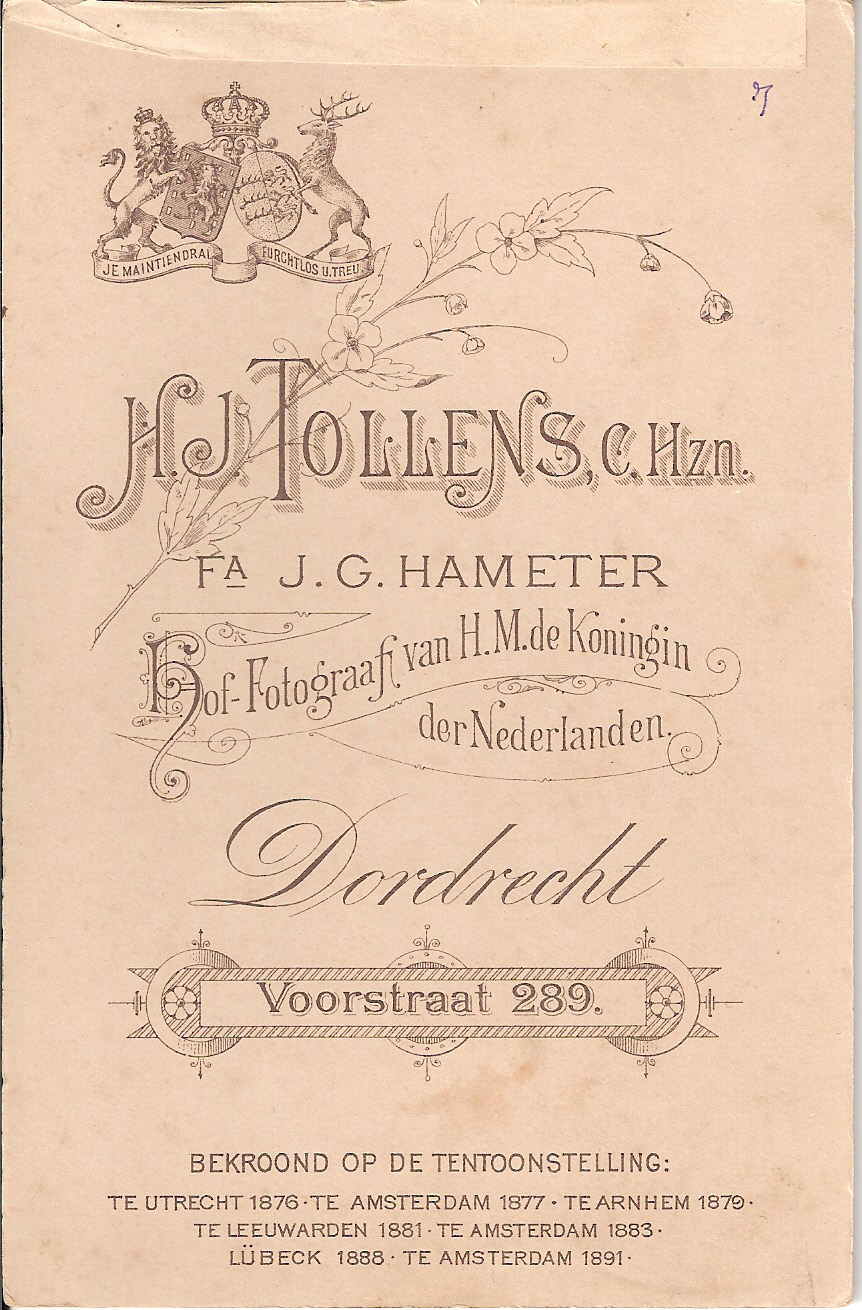 JE MAINTIENDRAI FURCHTLOS U. TREU.
H. J. TOLLENS, C. Hzn.
FA J. G. HAMETER
Hof-Fotograaf van H. M. de Koningin
der Nederlanden.
Dordrecht
Voorstraat 289.
BEKROOND OP DE TENTOONSTELLING:
TE UTRECHT 1876 · TE AMSTERDAM 1877 · TE ARNHEM 1879 ·
TE LEEUWARDEN 1881 · TE AMSTERDAM 1883 ·
LÜBECK 1888 · TE AMSTERDAM 1891 ·